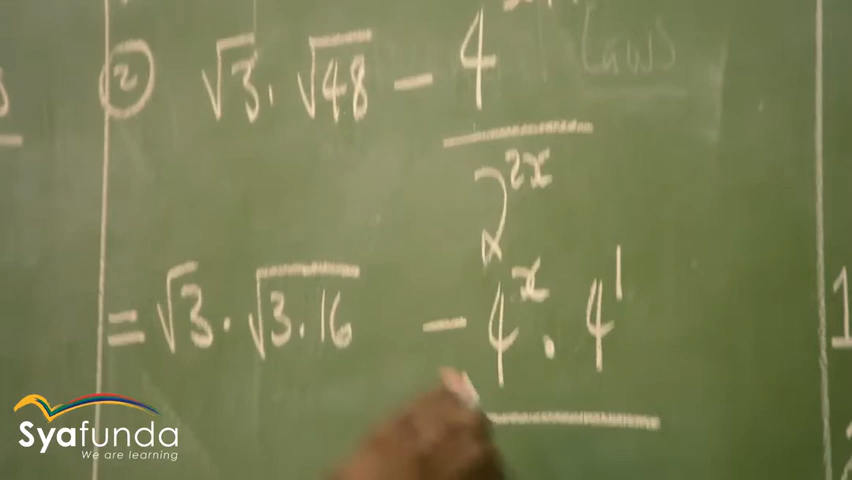 ② √3 . √48 − 4
Laws
2^2x
= √3 . √3.16 − 4^x . 4^1
Syafunda
We are learning